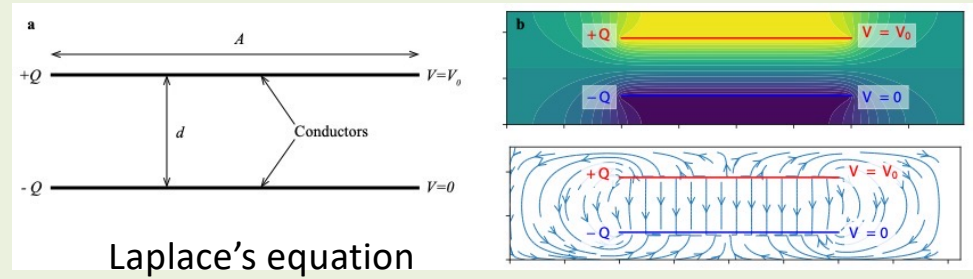 a
A
+Q
V=V₀
d
Conductors
- Q
V=0
Laplace's equation
b
+Q
V = V₀
−Q
V = 0
+Q
V = V₀
−Q
V = 0